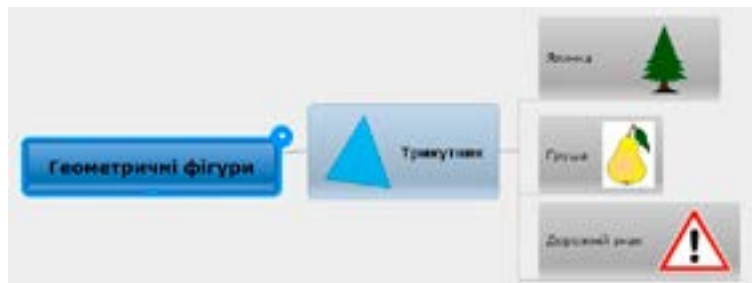 Геометричні фігури
Трикутник
Ялинка
Груша
Дорожній знак